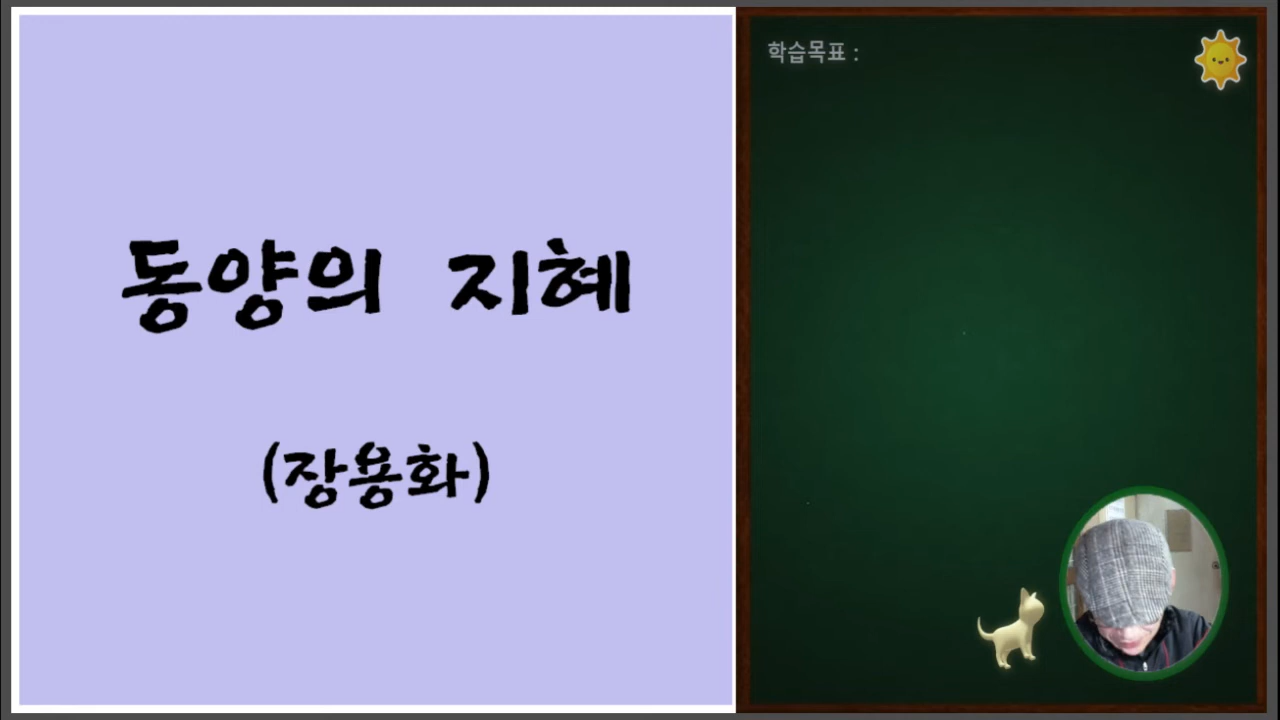 동양의 지혜
(장용화)
학습목표 :